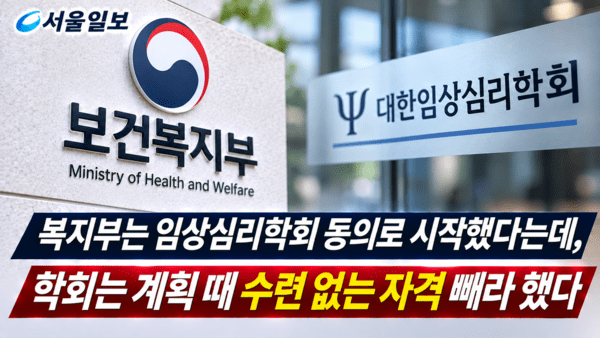 서울일보
보건복지부
Ministry of Health and Welfare
Ψ 대한임상심리학회
복지부는 임상심리학회 동의로 시작했다는데,
학회는 계획 때 수련 없는 자격 빼라 했다